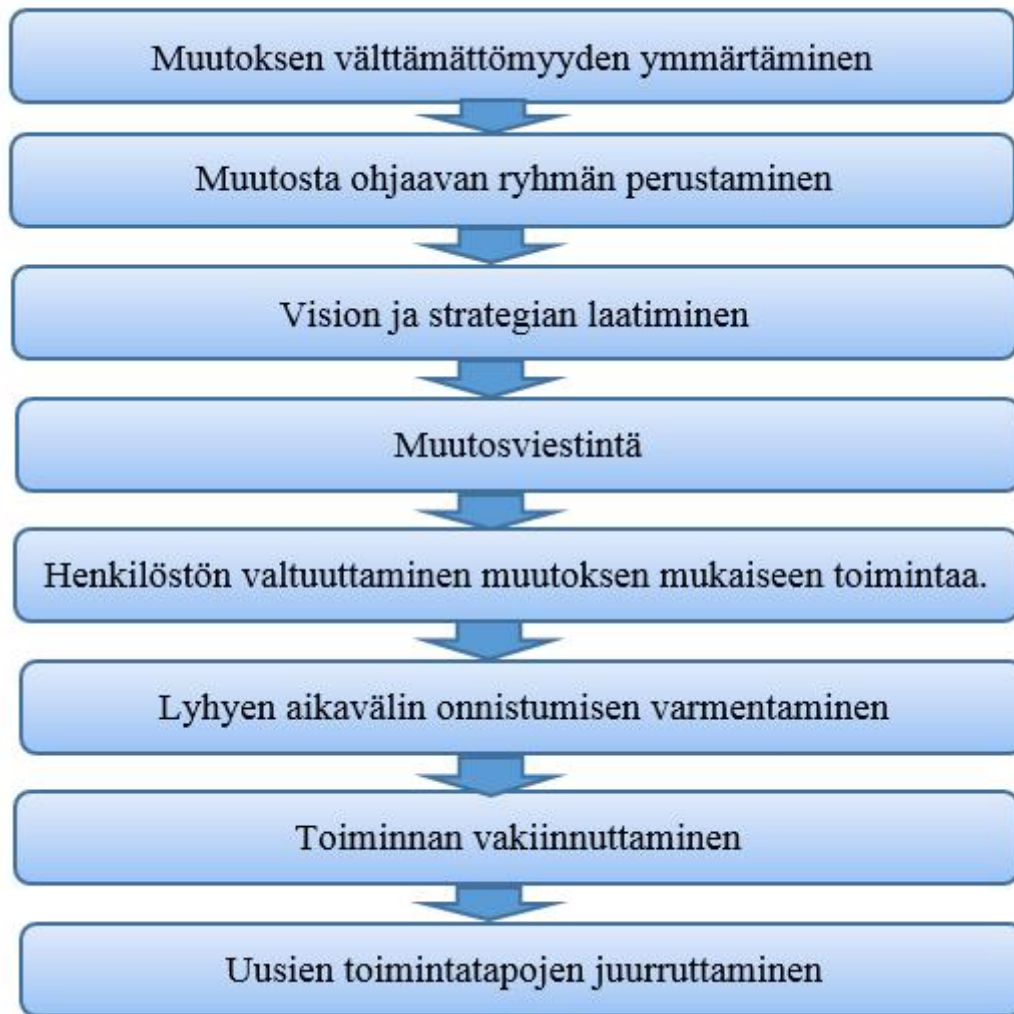 Muutoksen välttämättömyyden ymmärtäminen
Muutosta ohjaavan ryhmän perustaminen
Vision ja strategian laatiminen
Muutosviestintä
Henkilöstön valtuuttaminen muutoksen mukaiseen toimintaa.
Lyhyen aikavälin onnistumisen varmentaminen
Toiminnan vakiinnuttaminen
Uusien toimintatapojen juurruttaminen